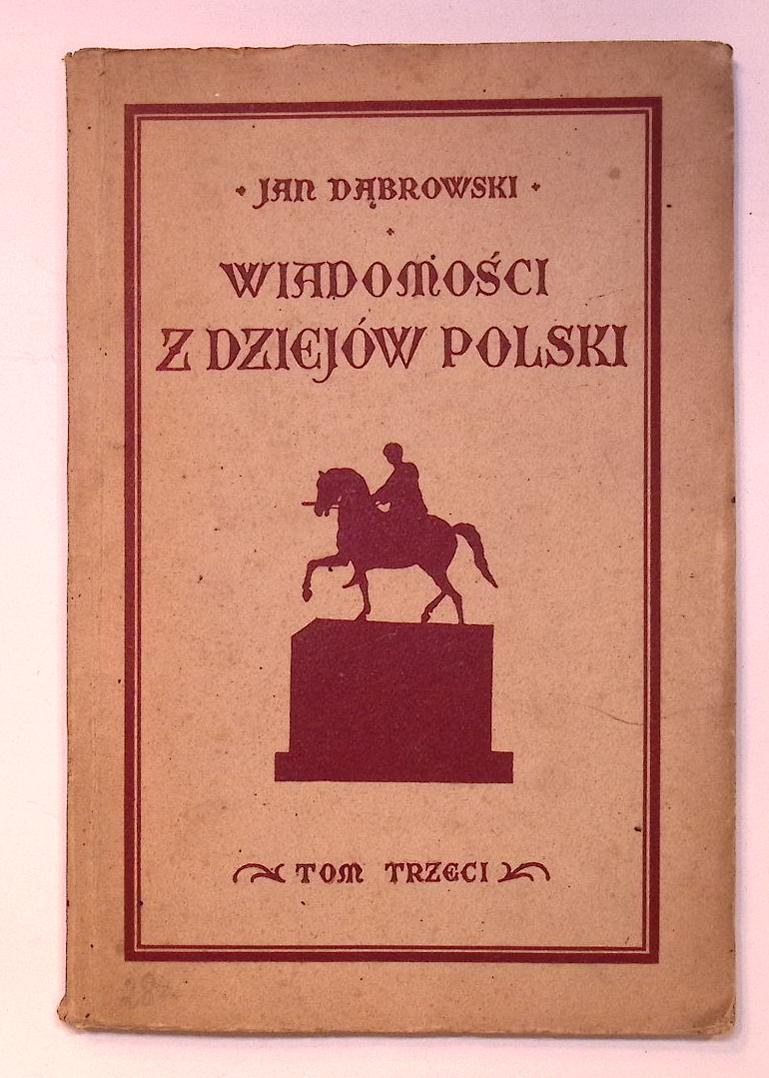 JAN DĄBROWSKI
WIADOMOŚCI
Z DZIEJÓW POLSKI
TOM TRZECI